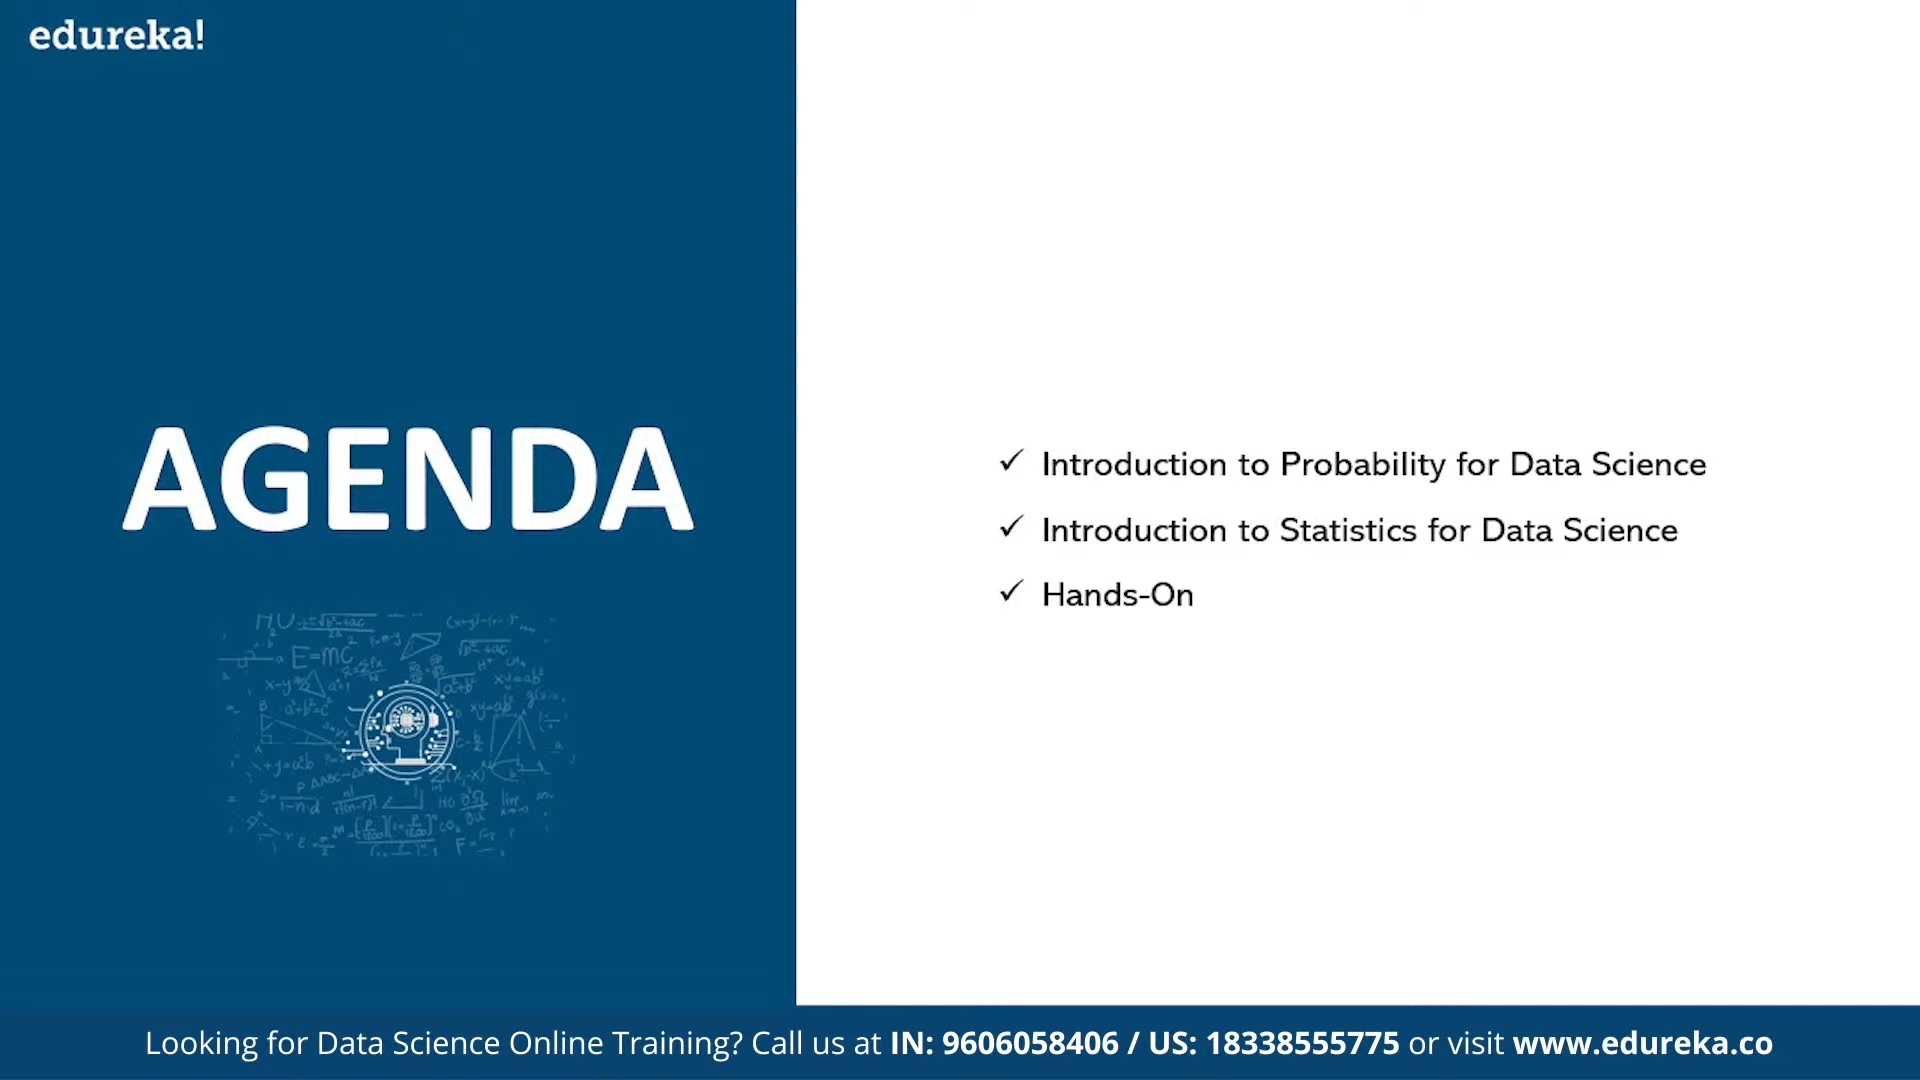 edureka!
AGENDA
✓ Introduction to Probability for Data Science
✓ Introduction to Statistics for Data Science
✓ Hands-On
E=mC
Looking for Data Science Online Training? Call us at IN: 9606058406 / US: 18338555775 or visit www.edureka.co